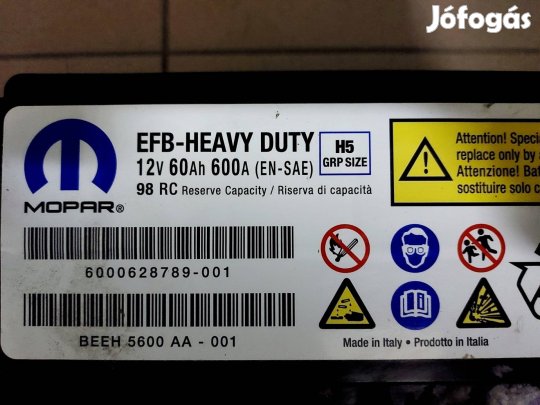 Jófogás
EFB-HEAVY DUTY
12V 60Ah 600A (EN-SAE)
98 RC Reserve Capacity / Riserva di capacità
H5
GRP SIZE
MOPAR®
Attention! Speci
replace only by
Attenzione! Bat
sostituire solo c
6000628789-001
BEEH 5600 AA - 001
Made in Italy • Prodotto in Italia